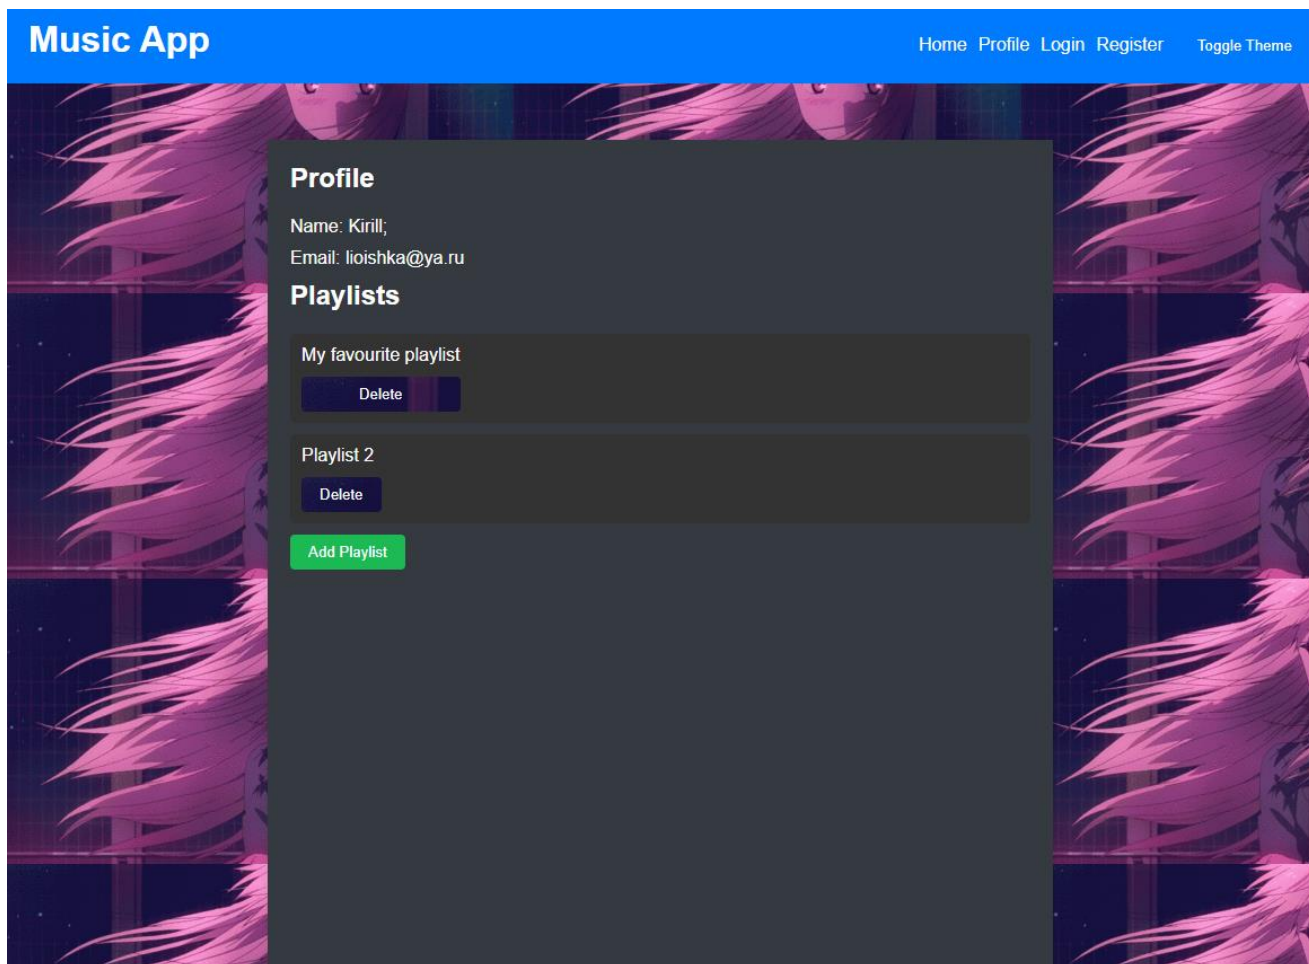 Music App
Home Profile Login Register Toggle Theme
Profile
Name: Kirill;
Email: lioishka@ya.ru
Playlists
My favourite playlist
Delete
Playlist 2
Delete
Add Playlist